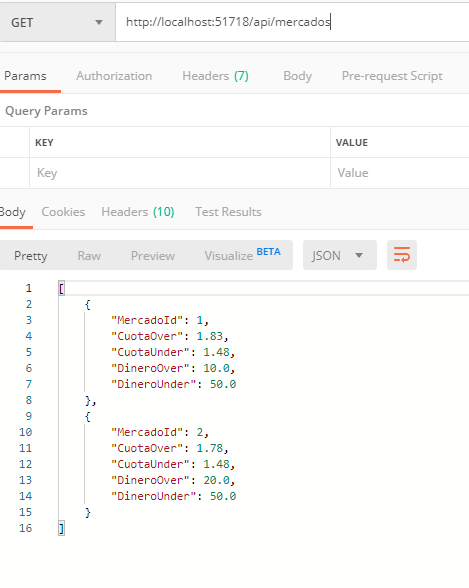 GET http://localhost:51718/api/mercados
Params Authorization Headers (7) Body Pre-request Script
Query Params
KEY VALUE
Key Value
Body Cookies Headers (10) Test Results
Pretty Raw Preview Visualize BETA JSON
1 [
2 {
3 "MercadoId": 1,
4 "CuotaOver": 1.83,
5 "CuotaUnder": 1.48,
6 "DineroOver": 10.0,
7 "DineroUnder": 50.0
8 },
9 {
10 "MercadoId": 2,
11 "CuotaOver": 1.78,
12 "CuotaUnder": 1.48,
13 "DineroOver": 20.0,
14 "DineroUnder": 50.0
15 }
16 ]